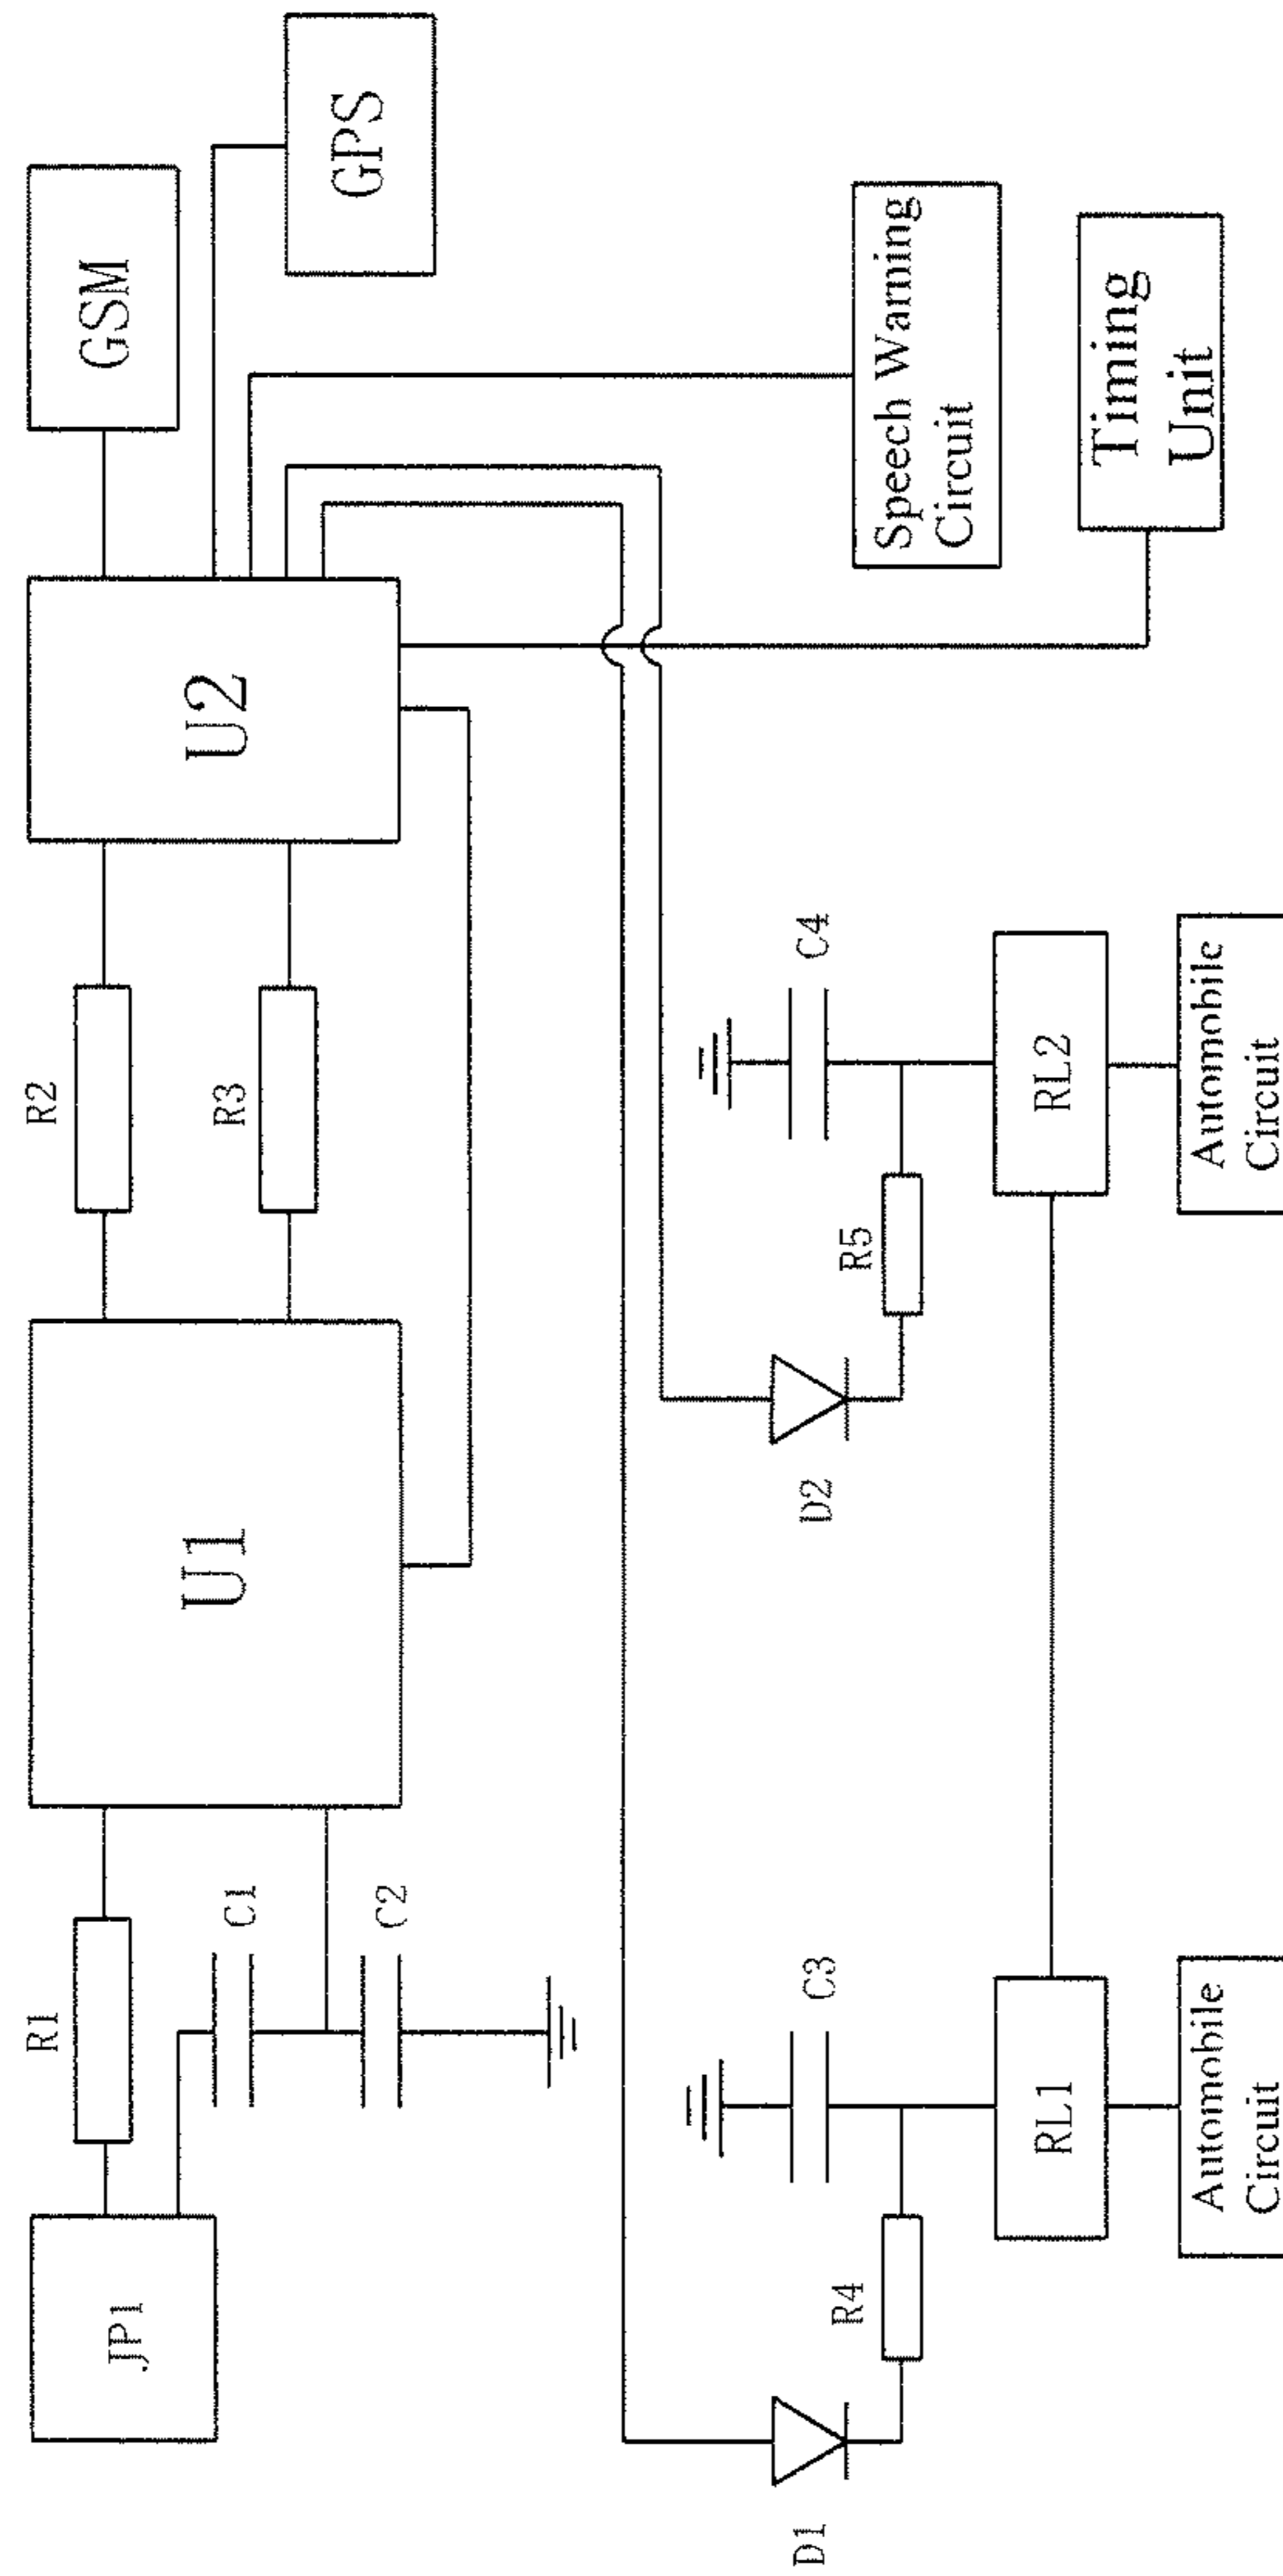 JP1
R1
C1
C2
U1
R2
R3
U2
GSM
GPS
D1
R4
C3
RL1
Automobile
Circuit
D2
R5
C4
RL2
Automobile
Circuit
Speech Warning
Circuit
Timing
Unit